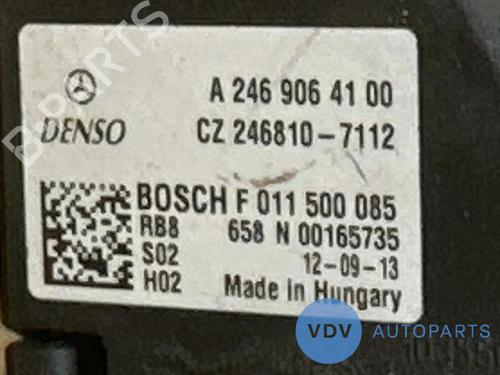 A 246 906 41 00
DENSO CZ 246810-7112
BOSCH F 011 500 085
RB8 658 N 00165735
S02 12-09-13
H02 Made in Hungary
B-PARTS
VDV AUTOPARTS